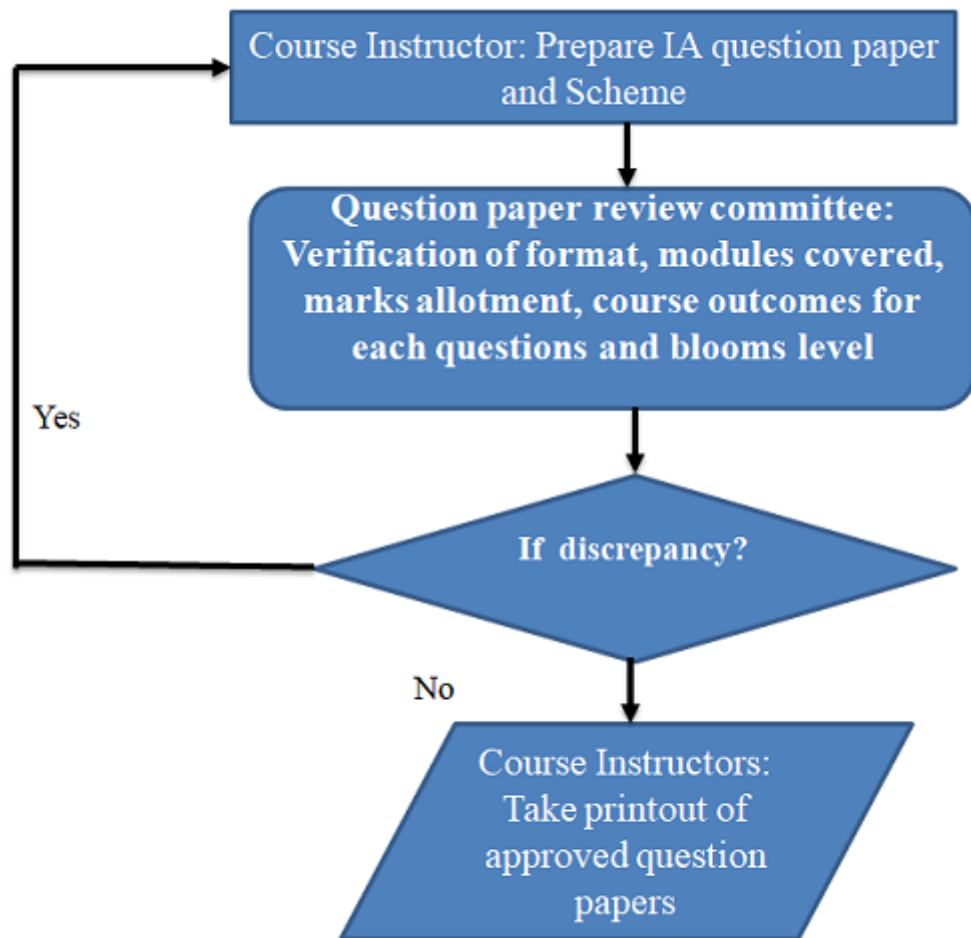 Course Instructor: Prepare IA question paper
and Scheme
Question paper review committee:
Verification of format, modules covered,
marks allotment, course outcomes for
each questions and blooms level
Yes
If discrepancy?
No
Course Instructors:
Take printout of
approved question
papers